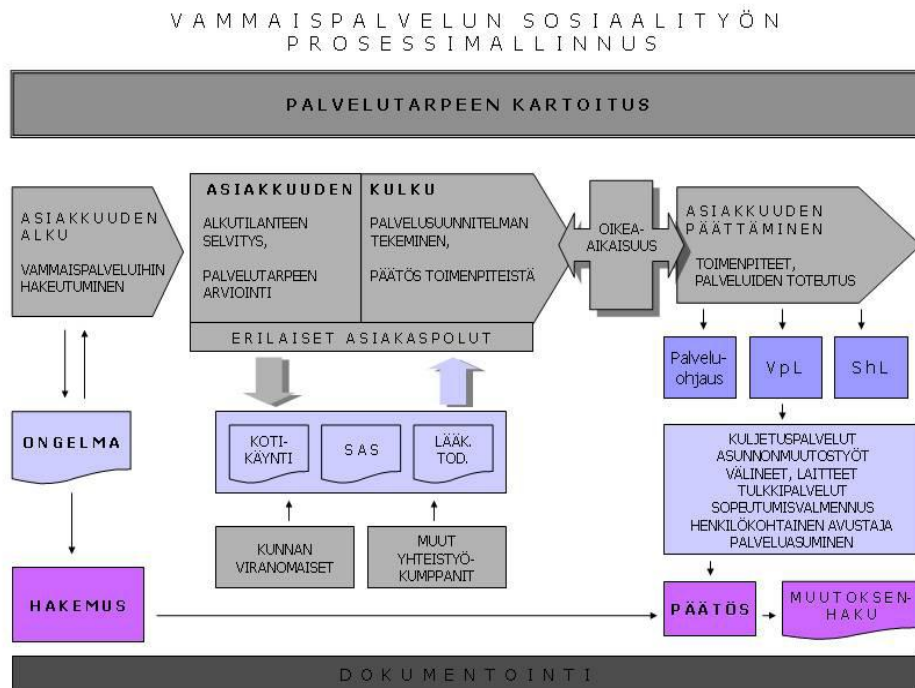 VAMMAISPALVELUN SOSIAALITYÖN
PROSESSIMALLINNUS
PALVELUTARPEEN KARTOITUS
ASIAKKUUDEN
ALKU
VAMMAISPALVELUIHIN
HAKEUTUMINEN
ASIAKKUUDEN
ALKUTILANTEEN
SELVITYS,
PALVELUTARPEEN
ARVIOINTI
KULKU
PALVELUSUUNNITELMAN
TEKEMINEN,
PÄÄTÖS TOIMENPITEISTÄ
ERILAISET ASIAKASPOLUT
OIKEA-
AIKAISUUS
ASIAKKUUDEN
PÄÄTTÄMINEN
TOIMENPITEET,
PALVELUIDEN TOTEUTUS
Palvelu-
ohjaus
VpL
ShL
ONGELMA
KOTI-
KÄYNTI
SAS
LÄÄK.
TOD.
KULJETUSPALVELUT
ASUNNONMUUTOSTYÖT
VÄLINEET, LAITTEET
TULKKIPALVELUT
SOPEUTUMISVALMENNUS
HENKILÖKOHTAINEN AVUSTAJA
PALVELUASUMINEN
KUNNAN
VIRANOMAISET
MUUT
YHTEISTYÖ-
KUMPPANIT
HAKEMUS
PÄÄTÖS
MUUTOKSEN-
HAKU
DOKUMENTOINTI